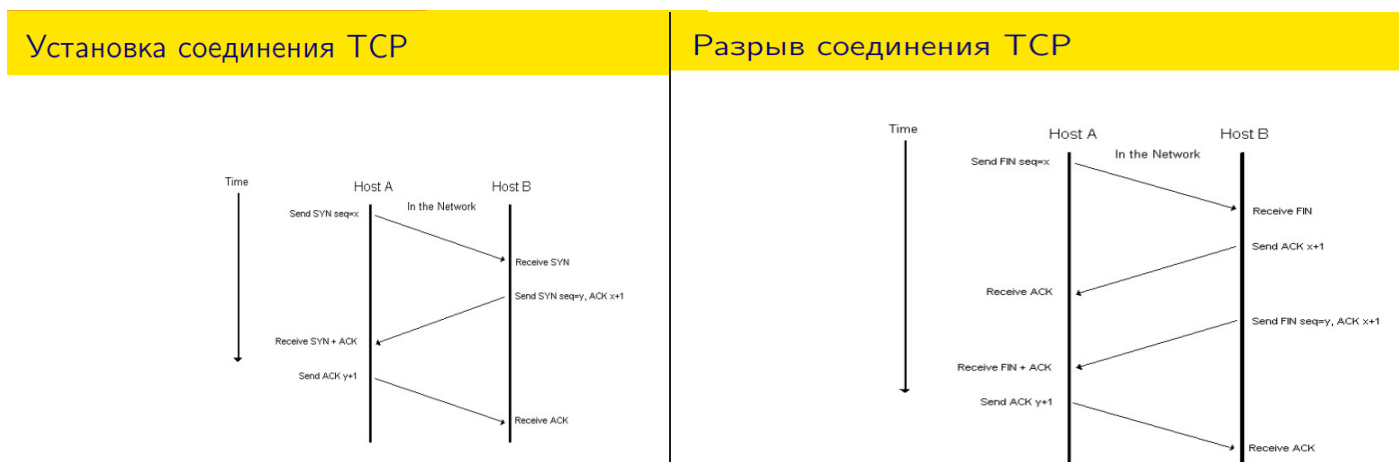 Установка соединения TCP
Time
Host A
Host B
In the Network
Send SYN seq=x
Receive SYN
Send SYN seq=y, ACK x+1
Receive SYN + ACK
Send ACK y+1
Receive ACK
Разрыв соединения TCP
Time
Host A
Host B
In the Network
Send FIN seq=x
Receive FIN
Send ACK x+1
Receive ACK
Send FIN seq=y, ACK x+1
Receive FIN + ACK
Send ACK y+1
Receive ACK